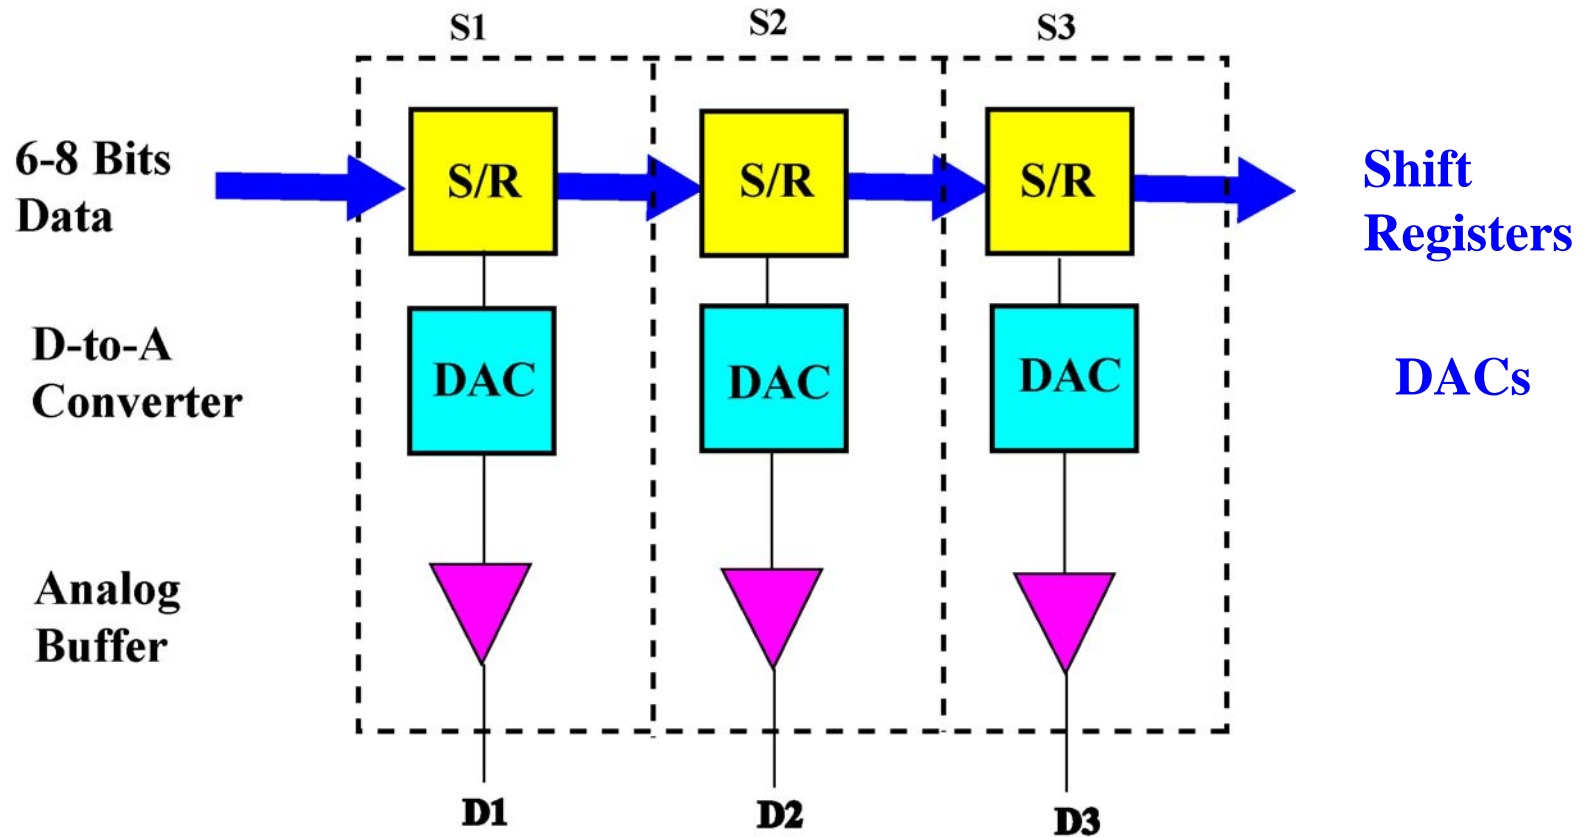 S1
S2
S3
6-8 Bits
Data
S/R
S/R
S/R
Shift
Registers
D-to-A
Converter
DAC
DAC
DAC
DACs
Analog
Buffer
D1
D2
D3